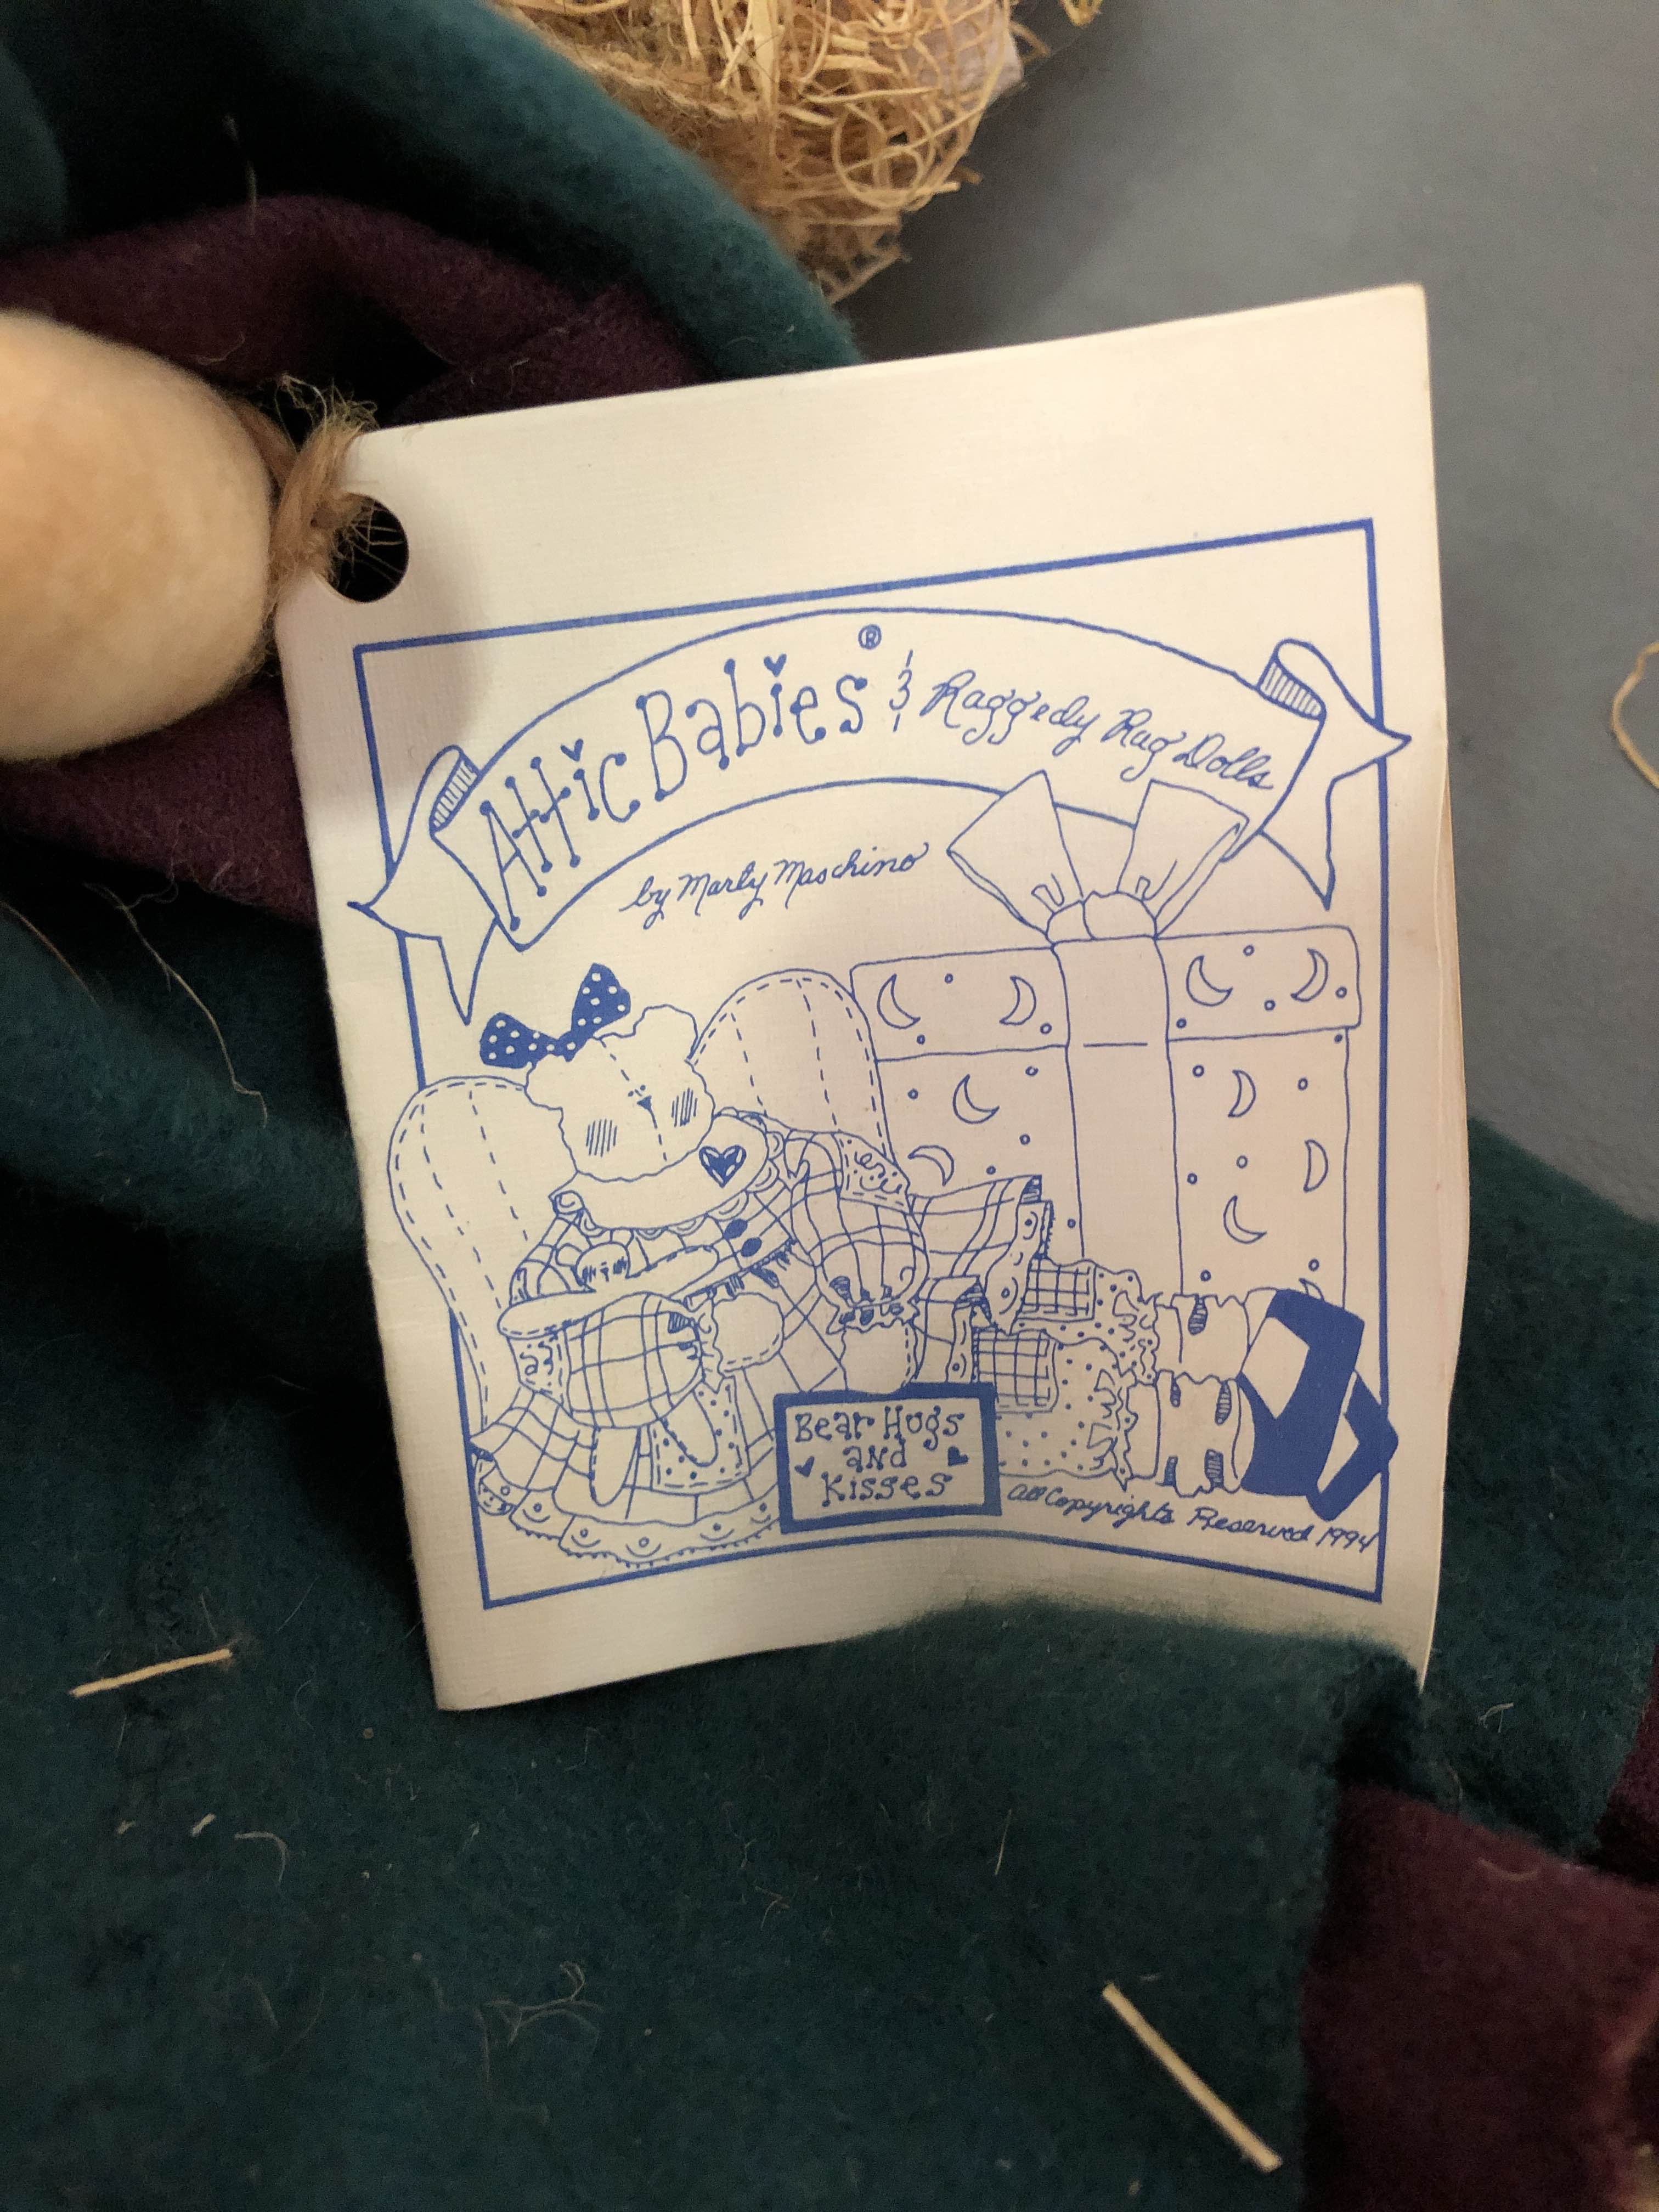 Attic Babies® & Raggedy Rag Dolls
by Marty Maschino
Bear Hugs
and
Kisses
All Copyrights Reserved 1994